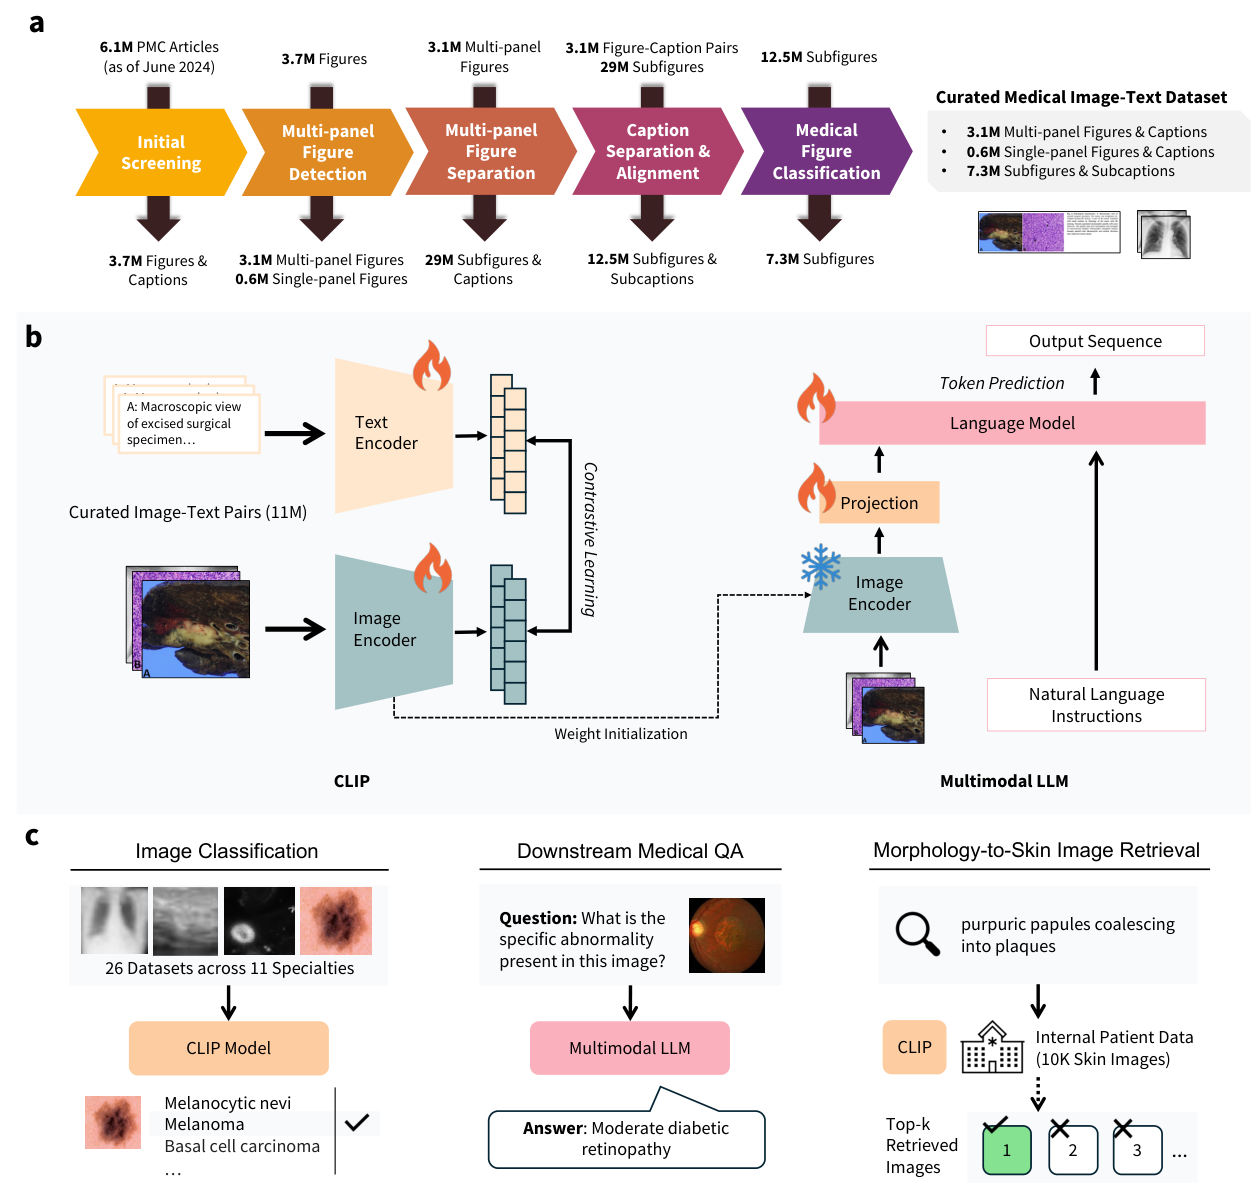 a
6.1M PMC Articles
(as of June 2024)
3.7M Figures
3.1M Multi-panel
Figures
3.1M Figure-Caption Pairs
29M Subfigures
12.5M Subfigures
Initial
Screening
Multi-panel
Figure
Detection
Multi-panel
Figure
Separation
Caption
Separation &
Alignment
Medical
Figure
Classification
3.7M Figures &
Captions
3.1M Multi-panel Figures
0.6M Single-panel Figures
29M Subfigures &
Captions
12.5M Subfigures &
Subcaptions
7.3M Subfigures
Curated Medical Image-Text Dataset
• 3.1M Multi-panel Figures & Captions
• 0.6M Single-panel Figures & Captions
• 7.3M Subfigures & Subcaptions
b
A: Macroscopic view
of excised surgical
specimen…
Text
Encoder
Curated Image-Text Pairs (11M)
B
A
Image
Encoder
Contrastive Learning
Weight Initialization
CLIP
Output Sequence
Token Prediction
Language Model
Projection
Image
Encoder
Natural Language
Instructions
Multimodal LLM
c
Image Classification
26 Datasets across 11 Specialties
CLIP Model
Melanocytic nevi
Melanoma
Basal cell carcinoma
…
Downstream Medical QA
Question: What is the
specific abnormality
present in this image?
Multimodal LLM
Answer: Moderate diabetic
retinopathy
Morphology-to-Skin Image Retrieval
purpuric papules coalescing
into plaques
CLIP
Internal Patient Data
(10K Skin Images)
Top-k
Retrieved
Images
1
2
3
...